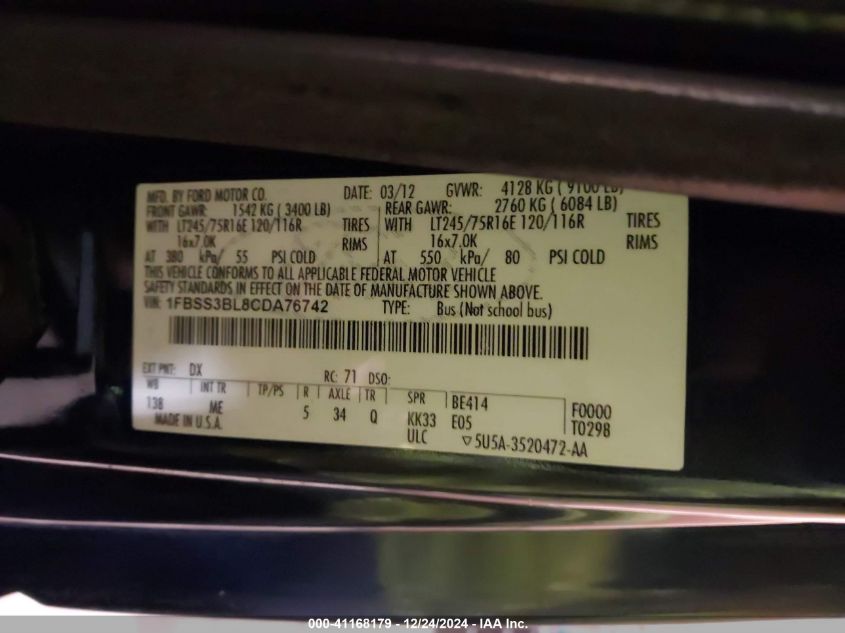 MFD. BY FORD MOTOR CO. DATE: 03/12 GVWR: 4128 KG ( 9100 LB)
FRONT GAWR: 1542 KG ( 3400 LB) REAR GAWR: 2760 KG ( 6084 LB)
WITH LT245/75R16E 120/116R TIRES WITH LT245/75R16E 120/116R TIRES
16x7.0K RIMS 16x7.0K RIMS
AT 380 kPa/ 55 PSI COLD AT 550 kPa/ 80 PSI COLD
THIS VEHICLE CONFORMS TO ALL APPLICABLE FEDERAL MOTOR VEHICLE
SAFETY STANDARDS IN EFFECT ON THE DATE OF MANUFACTURE SHOWN ABOVE.
VIN: 1FBSS3BL8CDA76742 TYPE: Bus (Not school bus)
EXT PNT: DX RC: 71 DSO:
WB INT TR TP/PS R AXLE TR SPR BE414 F0000
138 ME 5 34 Q KK33 E05 T0298
MADE IN U.S.A. ULC ▽5U5A-3520472-AA
000-41168179 - 12/24/2024 - IAA Inc.